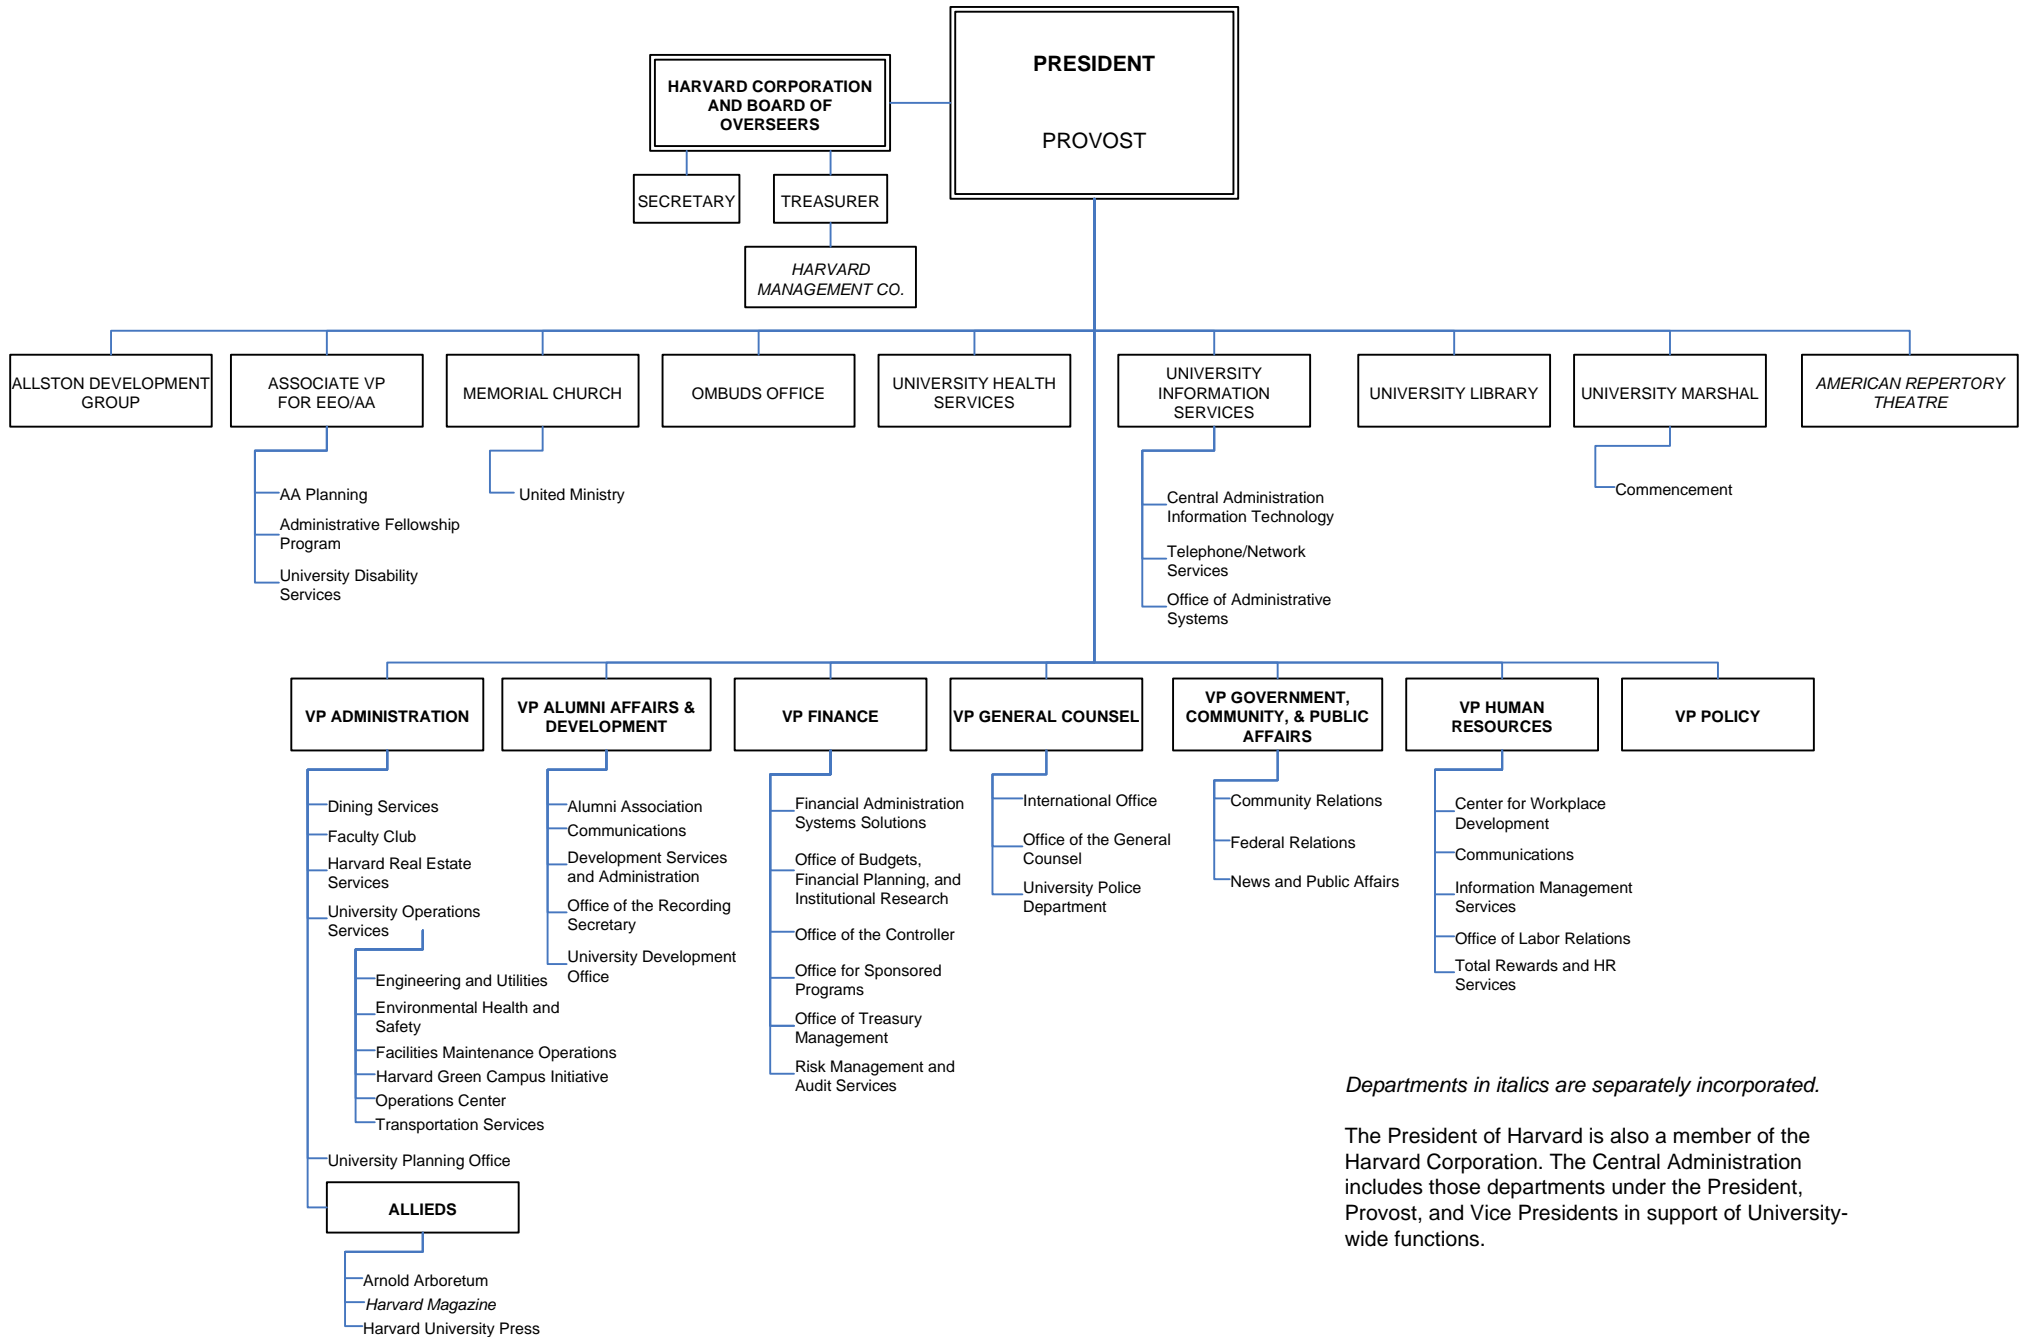 PRESIDENT
PROVOST
HARVARD CORPORATION
AND BOARD OF
OVERSEERS
SECRETARY
TREASURER
HARVARD
MANAGEMENT CO.
ALLSTON DEVELOPMENT
GROUP
ASSOCIATE VP
FOR EEO/AA
MEMORIAL CHURCH
OMBUDS OFFICE
UNIVERSITY HEALTH
SERVICES
UNIVERSITY
INFORMATION
SERVICES
UNIVERSITY LIBRARY
UNIVERSITY MARSHAL
AMERICAN REPERTORY
THEATRE
AA Planning
Administrative Fellowship
Program
University Disability
Services
United Ministry
Central Administration
Information Technology
Telephone/Network
Services
Office of Administrative
Systems
Commencement
VP ADMINISTRATION
VP ALUMNI AFFAIRS &
DEVELOPMENT
VP FINANCE
VP GENERAL COUNSEL
VP GOVERNMENT,
COMMUNITY, & PUBLIC
AFFAIRS
VP HUMAN
RESOURCES
VP POLICY
Dining Services
Faculty Club
Harvard Real Estate
Services
University Operations
Services
Engineering and Utilities
Environmental Health and
Safety
Facilities Maintenance Operations
Harvard Green Campus Initiative
Operations Center
Transportation Services
University Planning Office
ALLIEDS
Arnold Arboretum
Harvard Magazine
Harvard University Press
Alumni Association
Communications
Development Services
and Administration
Office of the Recording
Secretary
University Development
Office
Financial Administration
Systems Solutions
Office of Budgets,
Financial Planning, and
Institutional Research
Office of the Controller
Office for Sponsored
Programs
Office of Treasury
Management
Risk Management and
Audit Services
International Office
Office of the General
Counsel
University Police
Department
Community Relations
Federal Relations
News and Public Affairs
Center for Workplace
Development
Communications
Information Management
Services
Office of Labor Relations
Total Rewards and HR
Services
Departments in italics are separately incorporated.
The President of Harvard is also a member of the
Harvard Corporation. The Central Administration
includes those departments under the President,
Provost, and Vice Presidents in support of University-
wide functions.